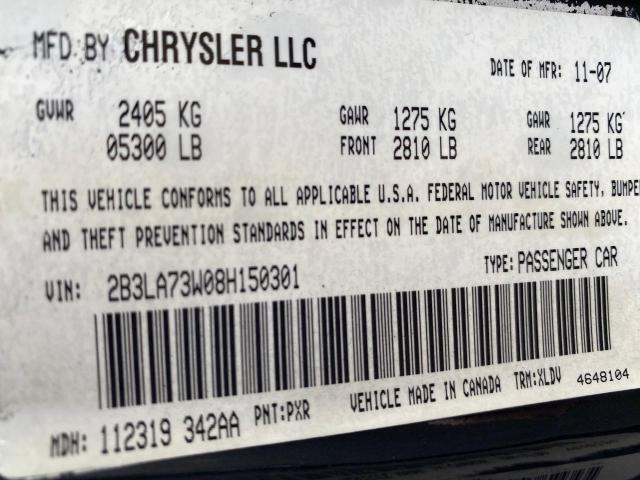 MFD BY CHRYSLER LLC DATE OF MFR: 11-07
GVWR 2405 KG GAWR 1275 KG GAWR 1275 KG
05300 LB FRONT 2810 LB REAR 2810 LB
THIS VEHICLE CONFORMS TO ALL APPLICABLE U.S.A. FEDERAL MOTOR VEHICLE SAFETY, BUMPE
AND THEFT PREVENTION STANDARDS IN EFFECT ON THE DATE OF MANUFACTURE SHOWN ABOVE.
VIN: 2B3LA73W08H150301 TYPE: PASSENGER CAR
MDH: 112319 342AA PNT:PXR VEHICLE MADE IN CANADA TRM:XLDV 4648104